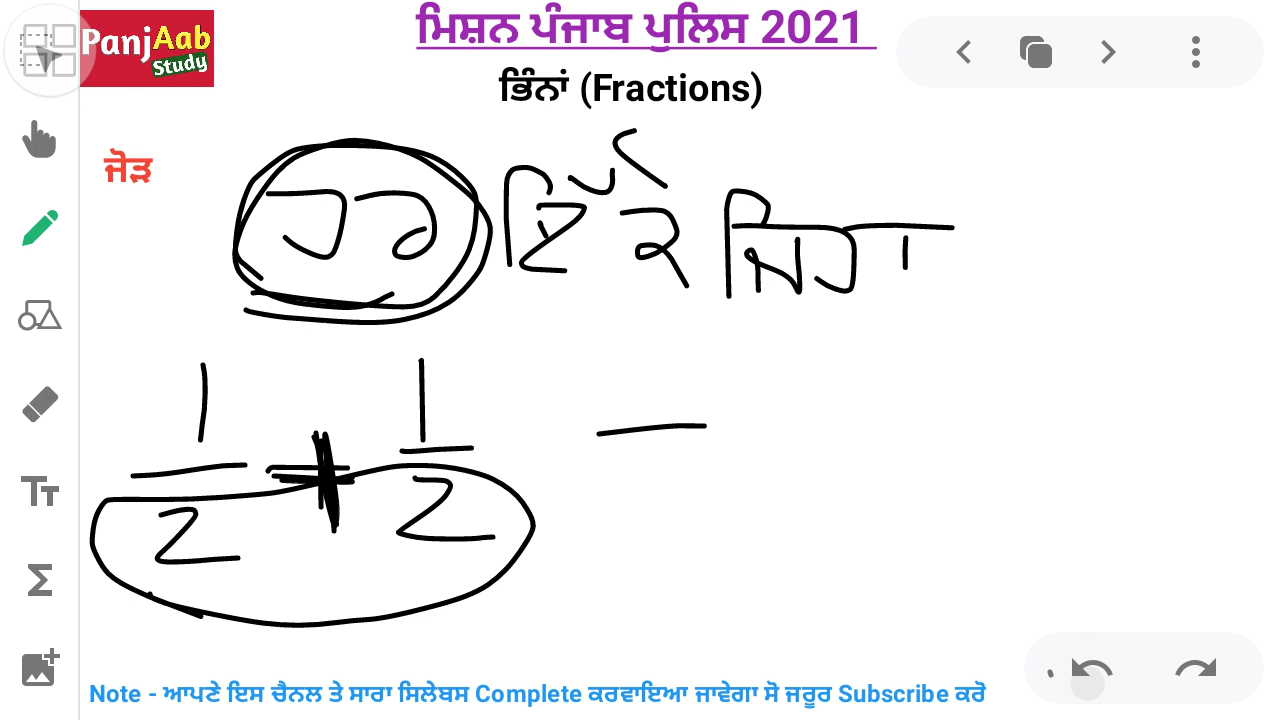 PanjAab
Study
ਮਿਸ਼ਨ ਪੰਜਾਬ ਪੁਲਿਸ 2021
ਭਿੰਨਾਂ (Fractions)
ਜੋੜ
ਹਰ ਇੱਕ ਜਿਹਾ
1/2 + 1/2
Note - ਆਪਣੇ ਇਸ ਚੈਨਲ ਤੇ ਸਾਰਾ ਸਿਲੇਬਸ Complete ਕਰਵਾਇਆ ਜਾਵੇਗਾ ਸੋ ਜਰੂਰ Subscribe ਕਰੋ